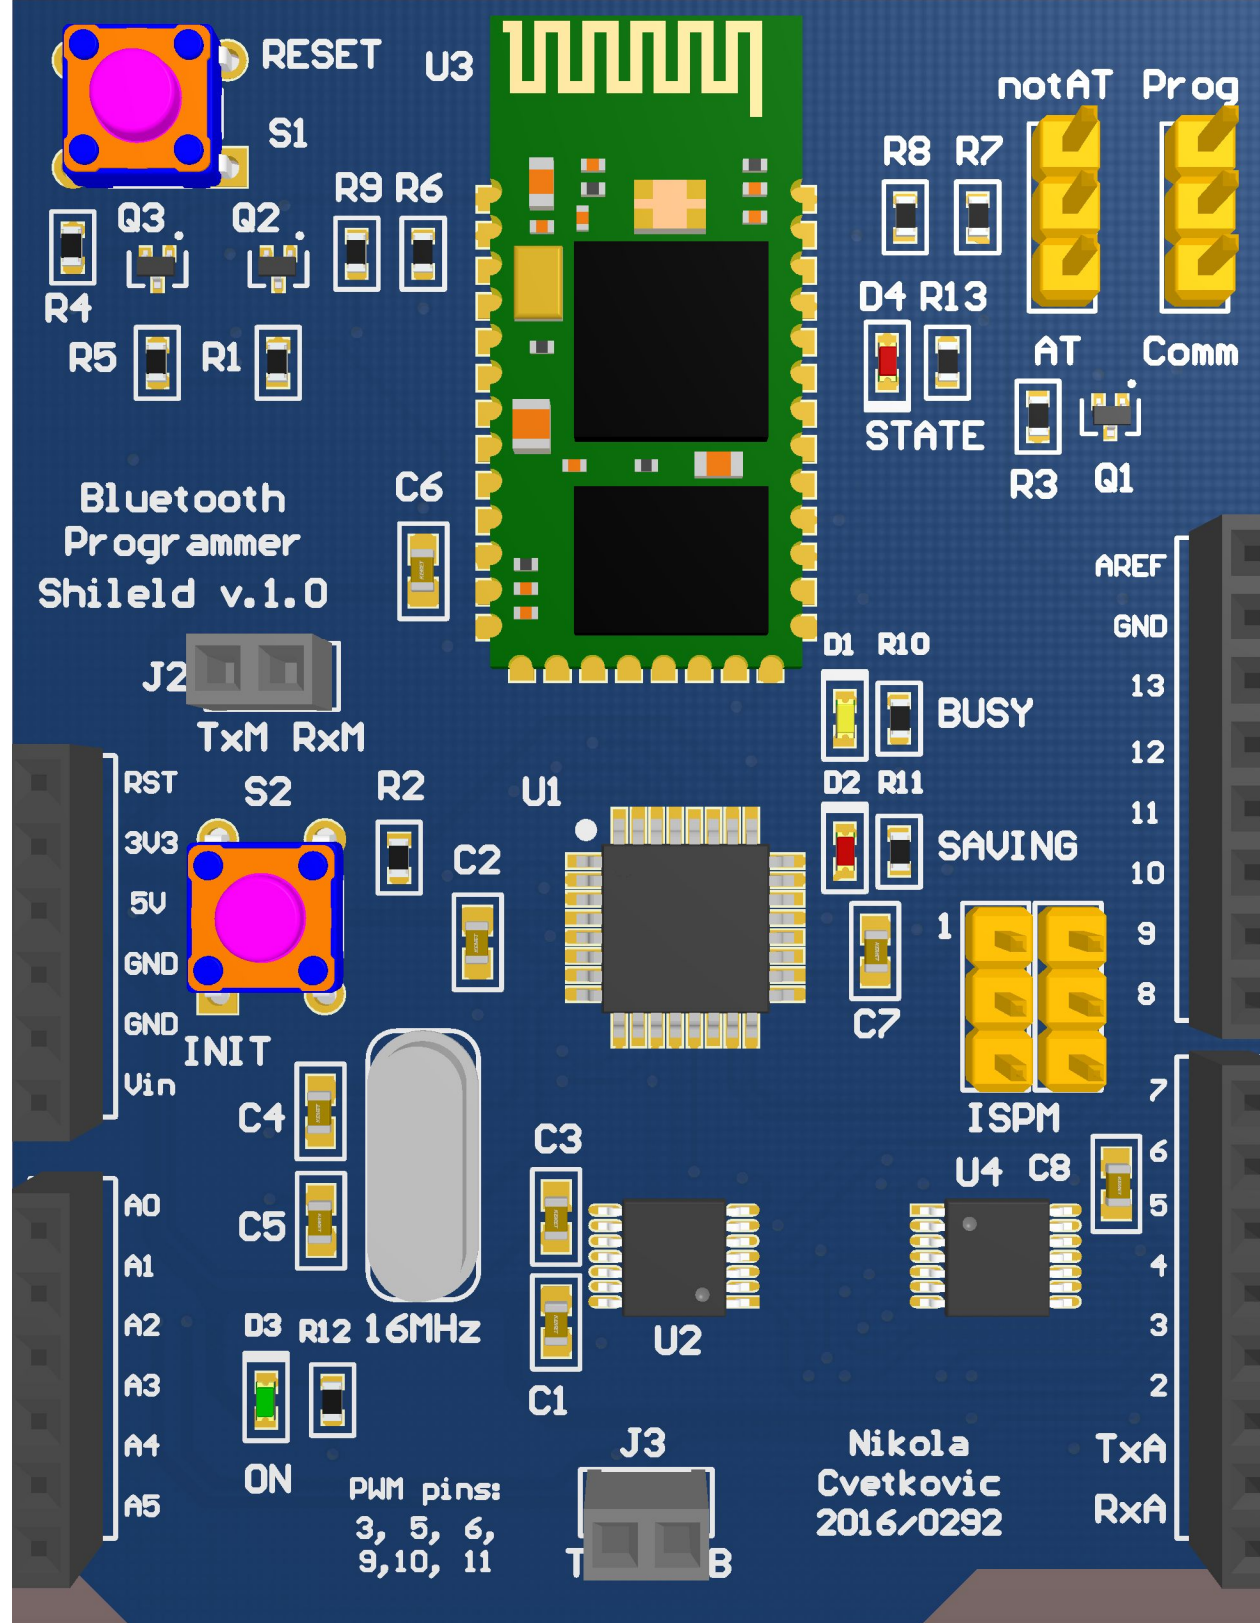 RESET
U3
S1
notAT Prog
R8 R7
R9 R6
Q3 Q2
R4
R5 R1
D4 R13
AT Comm
STATE
R3 Q1
C6
Bluetooth
Programmer
Shileld v.1.0
J2
TxM RxM
AREF
GND
13
12
11
10
9
8
D1 R10
BUSY
D2 R11
SAVING
RST
3V3
5V
GND
GND
Vin
S2
INIT
R2
C2
U1
C7
1
ISPM
C4
C5
16MHz
C3
C1
U2
U4 C8
7
6
5
4
3
2
TxA
RxA
A0
A1
A2
A3
A4
A5
D3 R12
ON
PWM pins:
3, 5, 6,
9,10, 11
J3
Nikola
Cvetkovic
2016/0292